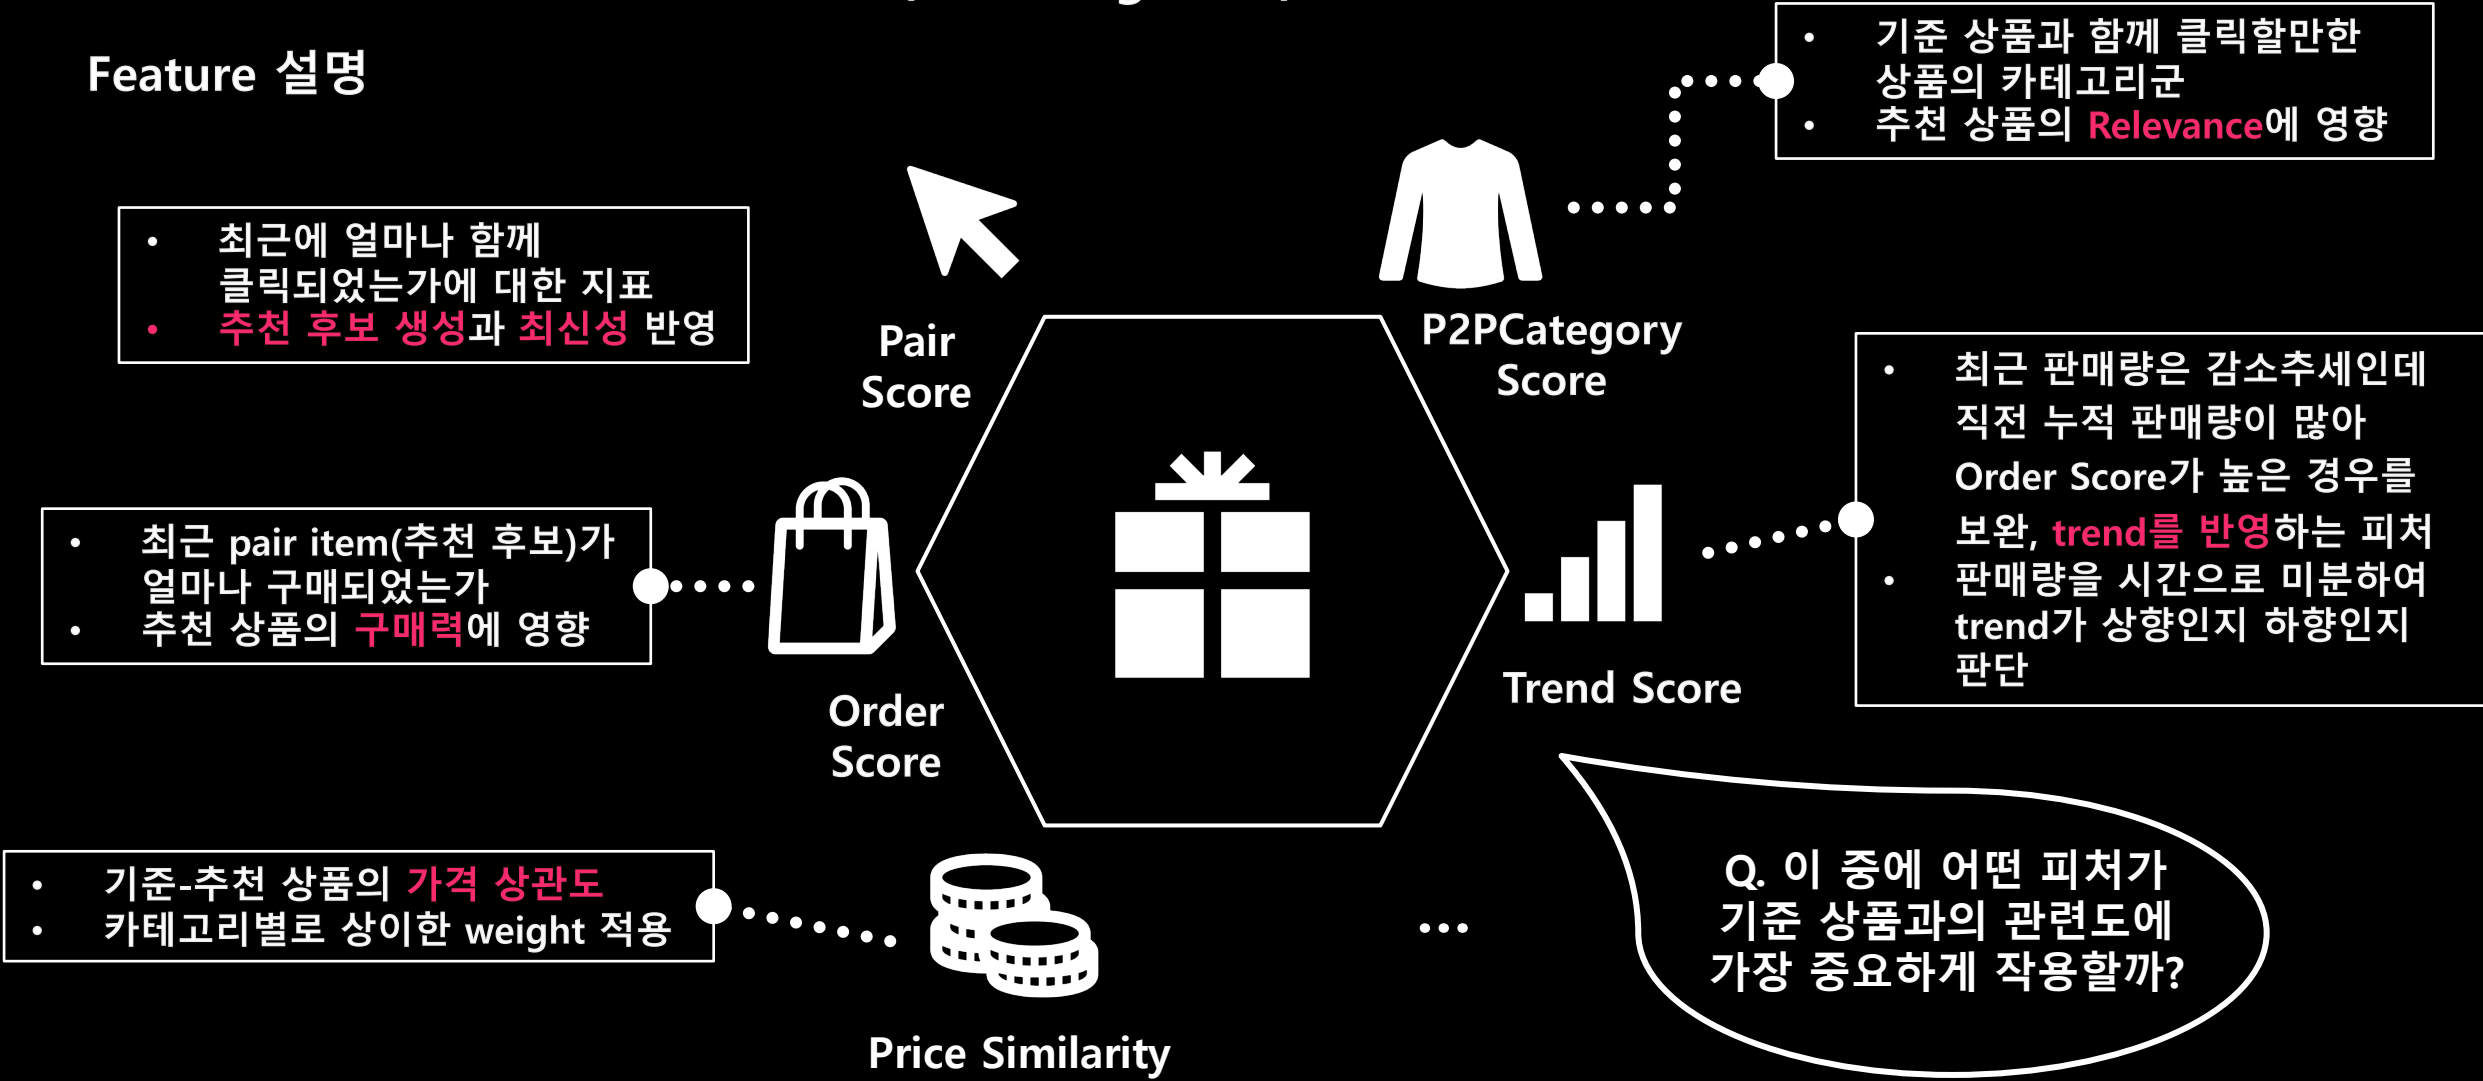 Feature 설명
• 기준 상품과 함께 클릭할만한
상품의 카테고리군
• 추천 상품의 Relevance에 영향
• 최근에 얼마나 함께
클릭되었는가에 대한 지표
• 추천 후보 생성과 최신성 반영
Pair
Score
P2PCategory
Score
• 최근 판매량은 감소추세인데
직전 누적 판매량이 많아
Order Score가 높은 경우를
보완, trend를 반영하는 피처
• 판매량을 시간으로 미분하여
trend가 상향인지 하향인지
판단
• 최근 pair item(추천 후보)가
얼마나 구매되었는가
• 추천 상품의 구매력에 영향
Order
Score
Trend Score
• 기준-추천 상품의 가격 상관도
• 카테고리별로 상이한 weight 적용
Price Similarity
...
Q. 이 중에 어떤 피처가
기준 상품과의 관련도에
가장 중요하게 작용할까?